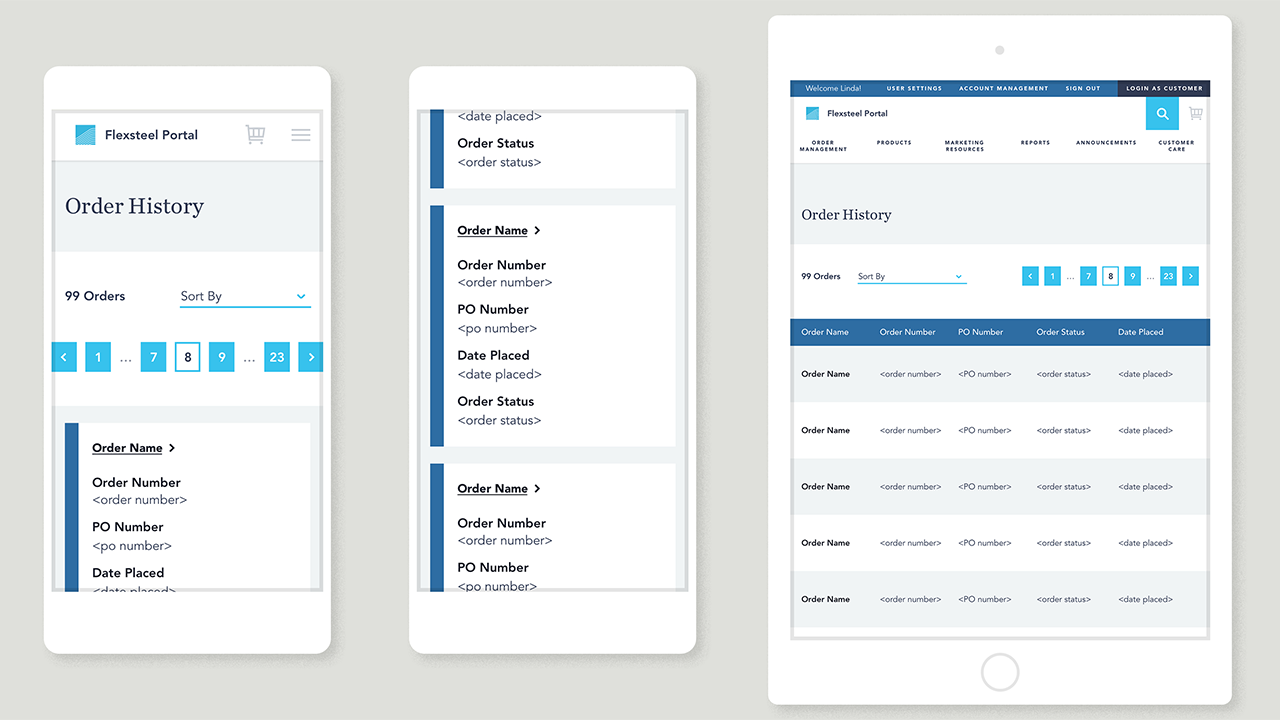 Flexsteel Portal
Order History
99 Orders Sort By
1 ... 7 8 9 ... 23
Order Name
Order Number
<order number>
PO Number
<po number>
Date Placed
<date placed>
<date placed>
Order Status
<order status>
Order Name
Order Number
<order number>
PO Number
<po number>
Date Placed
<date placed>
Order Status
<order status>
Order Name
Order Number
<order number>
PO Number
<po number>
Welcome Linda! USER SETTINGS ACCOUNT MANAGEMENT SIGN OUT LOGIN AS CUSTOMER
Flexsteel Portal
ORDER MANAGEMENT PRODUCTS MARKETING RESOURCES REPORTS ANNOUNCEMENTS CUSTOMER CARE
Order History
99 Orders Sort By 1 ... 7 8 9 ... 23
Order Name Order Number PO Number Order Status Date Placed
Order Name <order number> <PO number> <order status> <date placed>
Order Name <order number> <PO number> <order status> <date placed>
Order Name <order number> <PO number> <order status> <date placed>
Order Name <order number> <PO number> <order status> <date placed>
Order Name <order number> <PO number> <order status> <date placed>